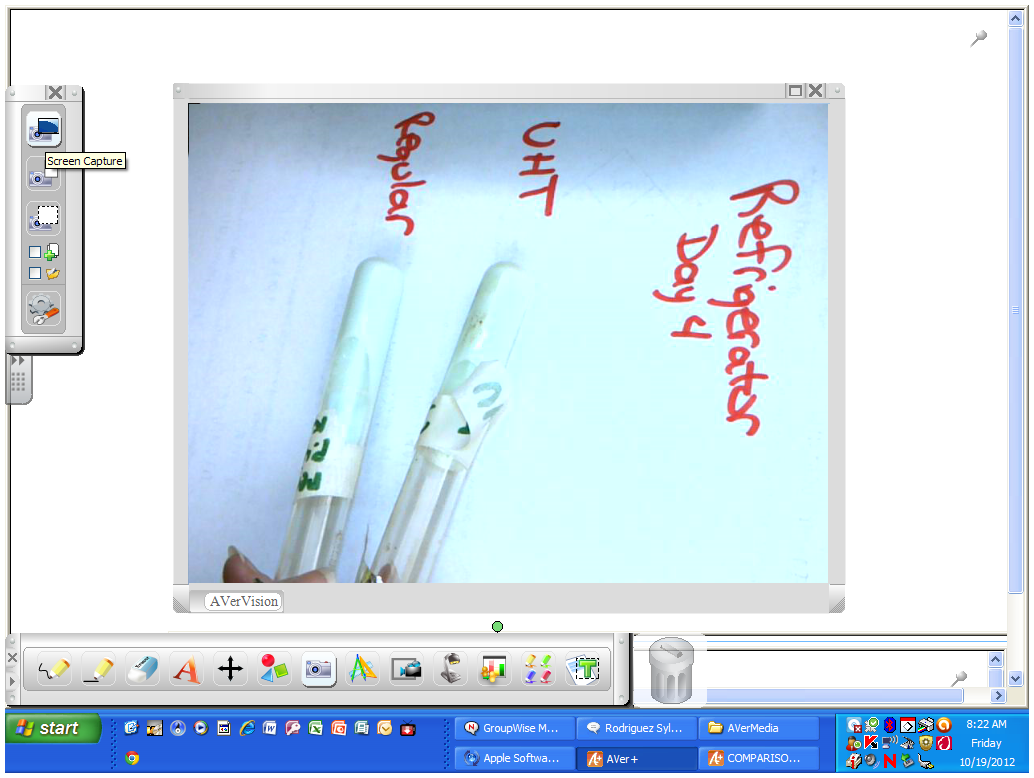 Screen Capture
Regular
UHT
Refrigerator
Day 4
AVerVision
start
GroupWise M...
Rodriguez Syl...
AVerMedia
Apple Softwa...
AVer+
COMPARISO...
8:22 AM
Friday
10/19/2012